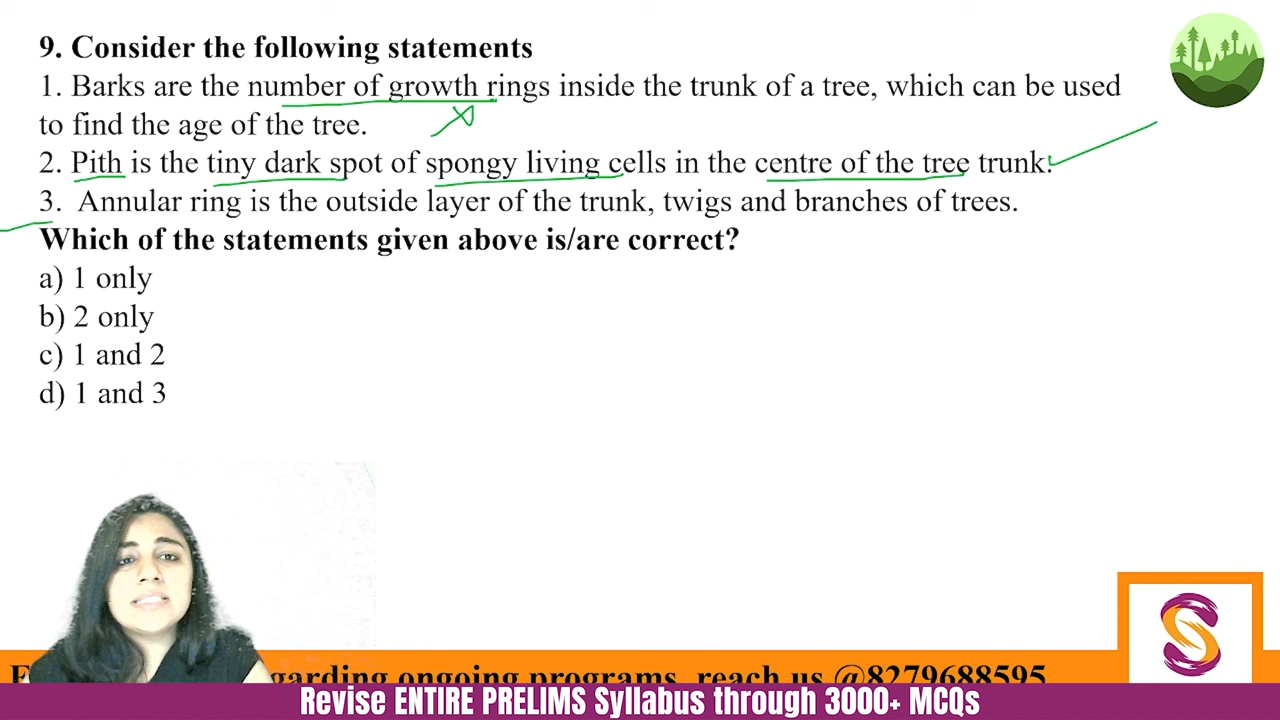 9. Consider the following statements
1. Barks are the number of growth rings inside the trunk of a tree, which can be used
to find the age of the tree.
2. Pith is the tiny dark spot of spongy living cells in the centre of the tree trunk.
3. Annular ring is the outside layer of the trunk, twigs and branches of trees.
Which of the statements given above is/are correct?
a) 1 only
b) 2 only
c) 1 and 2
d) 1 and 3
ongoing programs, reach us @8279688595
Revise ENTIRE PRELIMS Syllabus through 3000+ MCQs